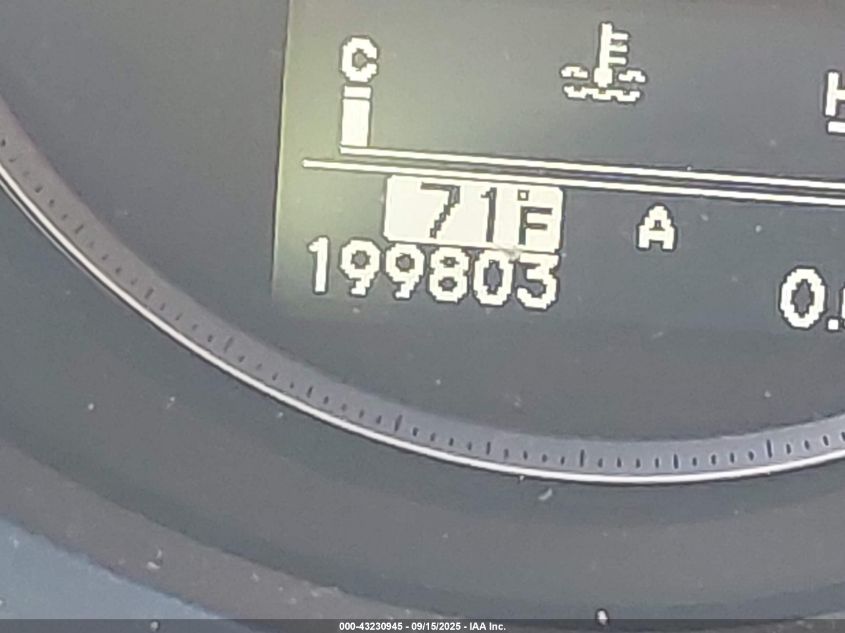 C H
71°F
199803 A 0.
000-43230945 - 09/15/2025 - IAA Inc.